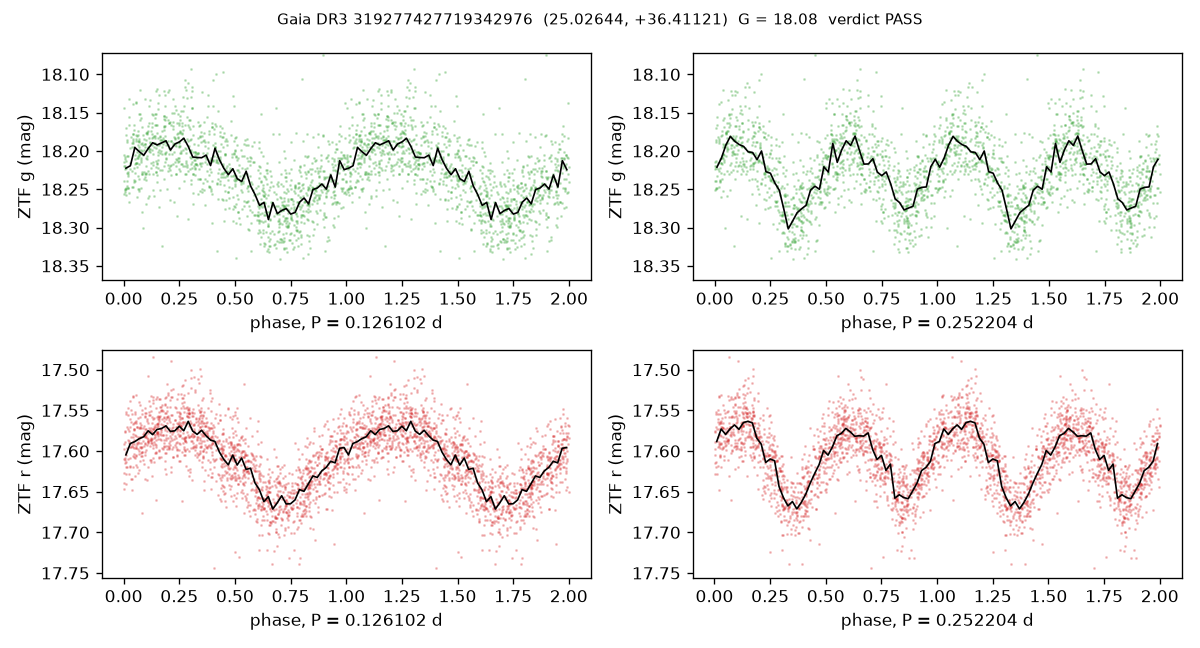 Gaia DR3 319277427719342976  (25.02644, +36.41121)  G = 18.08  verdict PASS
ZTF g (mag)
18.10
18.15
18.20
18.25
18.30
18.35
0.00 0.25 0.50 0.75 1.00 1.25 1.50 1.75 2.00
phase, P = 0.126102 d
ZTF g (mag)
18.10
18.15
18.20
18.25
18.30
18.35
0.00 0.25 0.50 0.75 1.00 1.25 1.50 1.75 2.00
phase, P = 0.252204 d
ZTF r (mag)
17.50
17.55
17.60
17.65
17.70
17.75
0.00 0.25 0.50 0.75 1.00 1.25 1.50 1.75 2.00
phase, P = 0.126102 d
ZTF r (mag)
17.50
17.55
17.60
17.65
17.70
17.75
0.00 0.25 0.50 0.75 1.00 1.25 1.50 1.75 2.00
phase, P = 0.252204 d